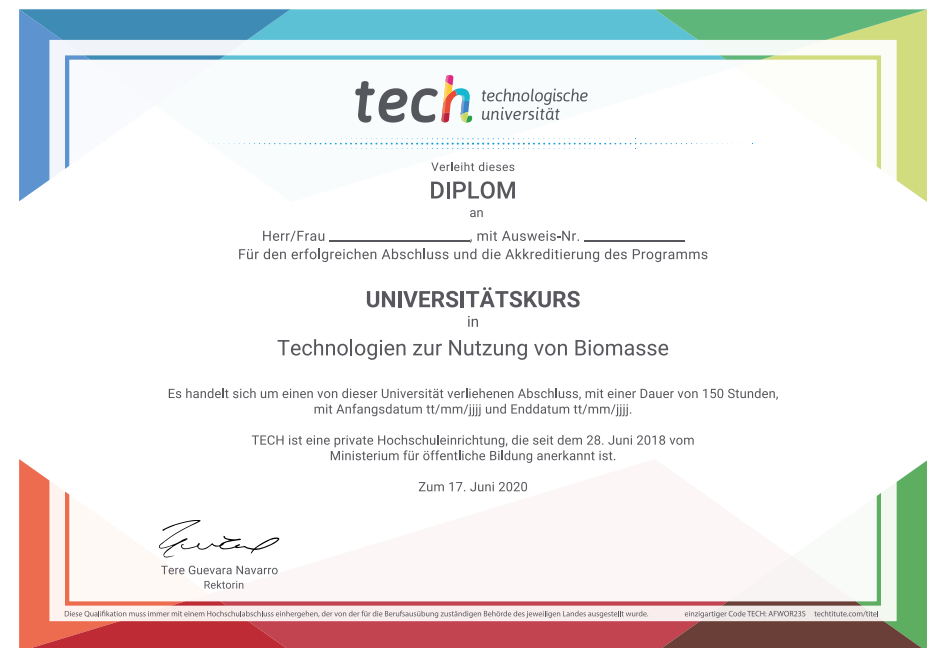 tech technologische
universität
Verleiht dieses
DIPLOM
an
Herr/Frau ____________, mit Ausweis-Nr. ____________
Für den erfolgreichen Abschluss und die Akkreditierung des Programms
UNIVERSITÄTSKURS
in
Technologien zur Nutzung von Biomasse
Es handelt sich um einen von dieser Universität verliehenen Abschluss, mit einer Dauer von 150 Stunden,
mit Anfangsdatum tt/mm/jjjj und Enddatum tt/mm/jjjj.
TECH ist eine private Hochschuleinrichtung, die seit dem 28. Juni 2018 vom
Ministerium für öffentliche Bildung anerkannt ist.
Zum 17. Juni 2020
Tere Guevara Navarro
Rektorin
Diese Qualifikation muss immer mit einem Hochschulabschluss einhergehen, der von der für die Berufsausübung zuständigen Behörde des jeweiligen Landes ausgestellt wurde. einzigartiger Code TECH: AFWOR23S techtitute.com/titel